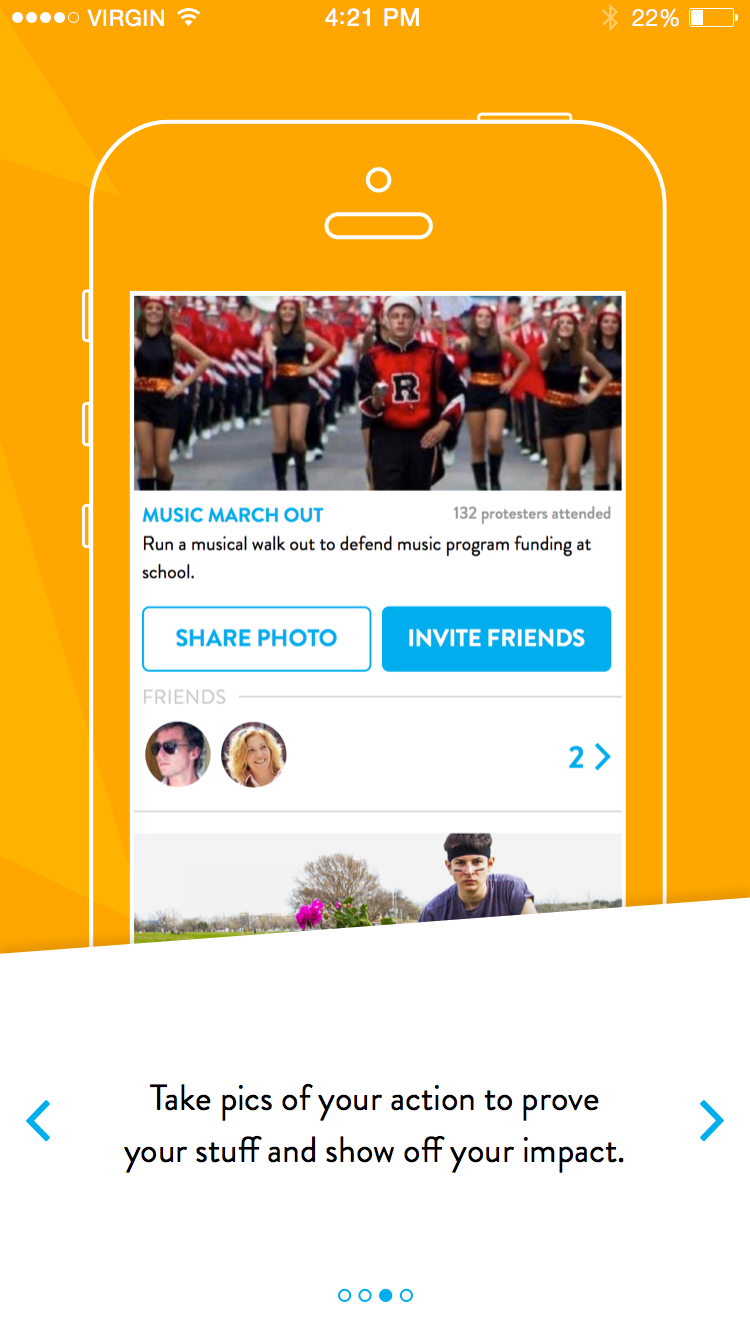 VIRGIN 4:21 PM 22%
R
MUSIC MARCH OUT 132 protesters attended
Run a musical walk out to defend music program funding at
school.
SHARE PHOTO INVITE FRIENDS
FRIENDS
2
Take pics of your action to prove
your stuff and show off your impact.